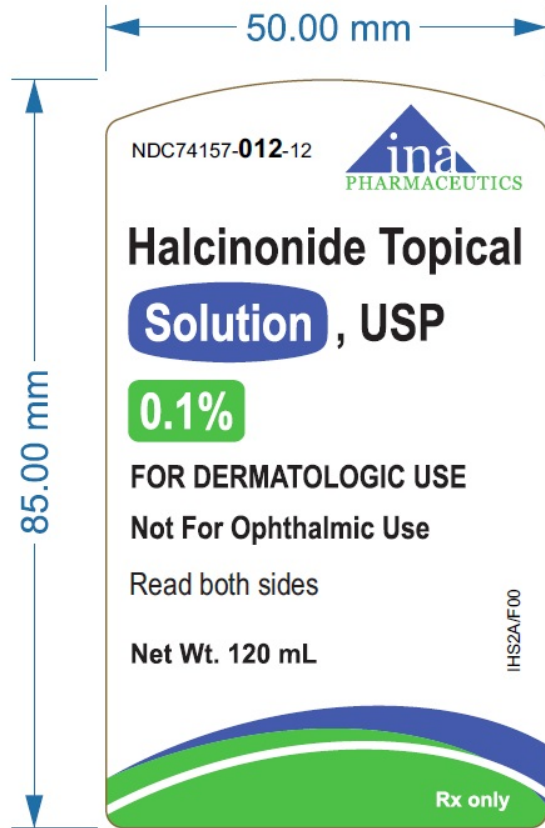 50.00 mm
85.00 mm
NDC74157-012-12
ina
PHARMACEUTICS
Halcinonide Topical
Solution , USP
0.1%
FOR DERMATOLOGIC USE
Not For Ophthalmic Use
Read both sides
Net Wt. 120 mL
IHS2A/F00
Rx only